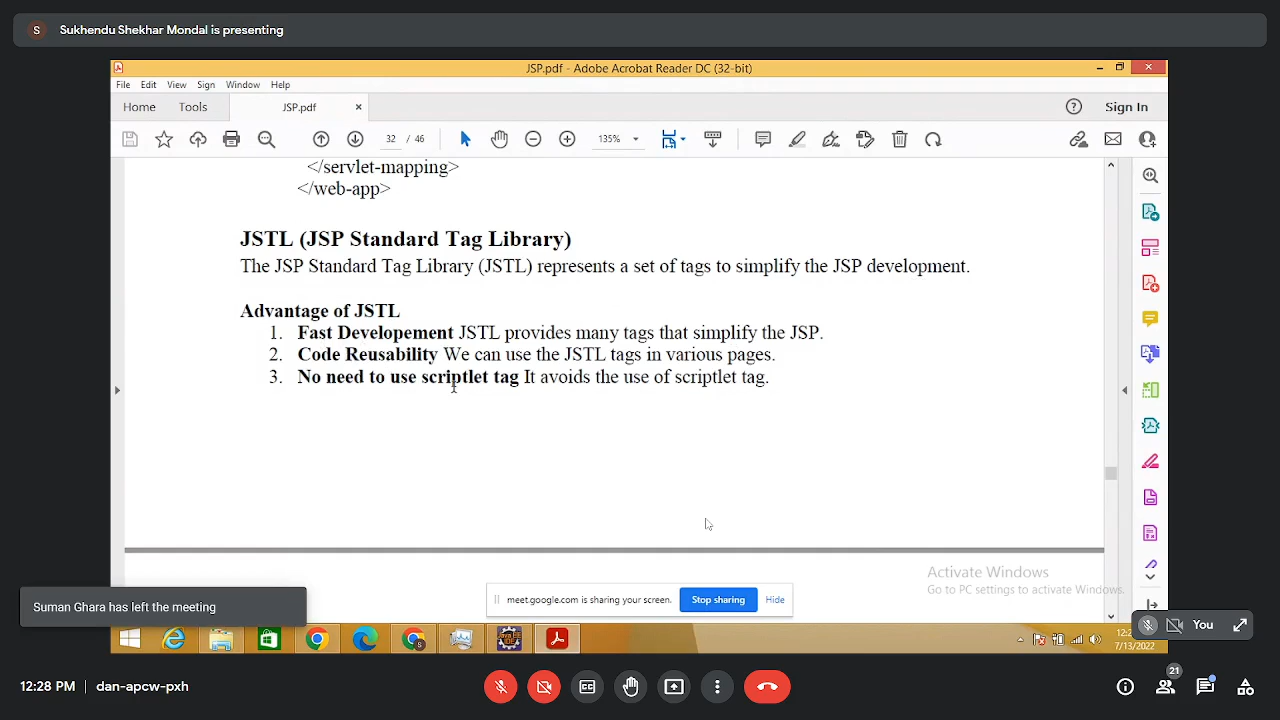 S Sukhendu Shekhar Mondal is presenting
JSP.pdf - Adobe Acrobat Reader DC (32-bit)
File Edit View Sign Window Help
Home Tools JSP.pdf × Sign In
32 / 46 135%
</servlet-mapping>
</web-app>
JSTL (JSP Standard Tag Library)
The JSP Standard Tag Library (JSTL) represents a set of tags to simplify the JSP development.
Advantage of JSTL
1. Fast Developement JSTL provides many tags that simplify the JSP.
2. Code Reusability We can use the JSTL tags in various pages.
3. No need to use scriptlet tag It avoids the use of scriptlet tag.
Activate Windows
Go to PC settings to activate Windows.
meet.google.com is sharing your screen. Stop sharing Hide
Suman Ghara has left the meeting
You
7/13/2022
12:28 PM | dan-apcw-pxh
21